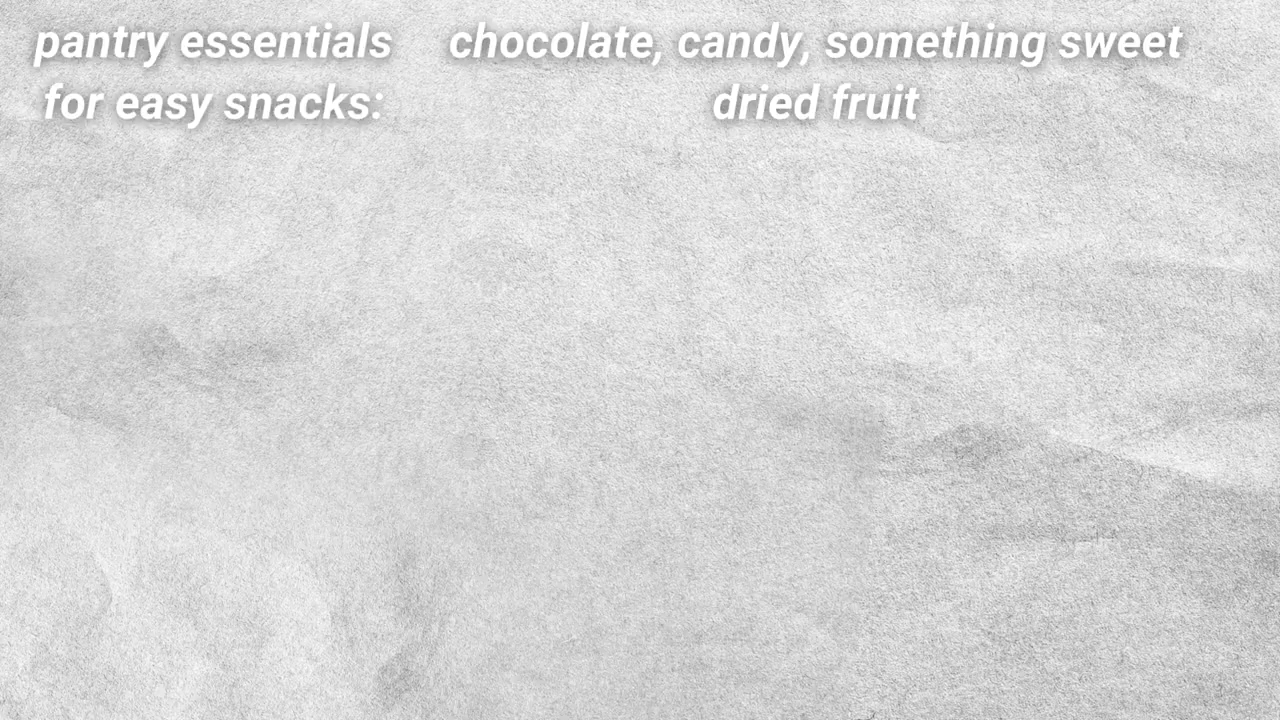 pantry essentials
for easy snacks:
chocolate, candy, something sweet
dried fruit